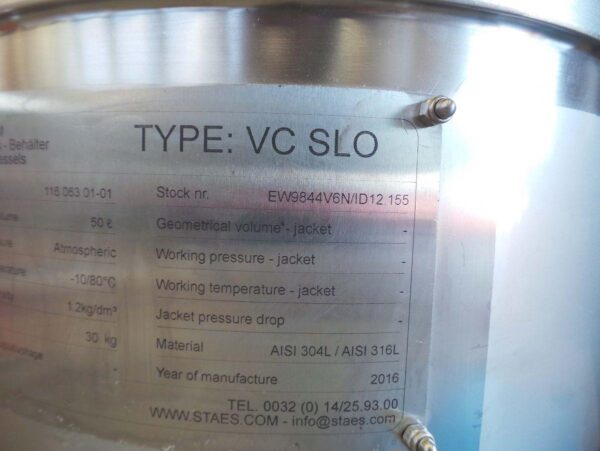 TYPE: VC SLO
- Behälter
116 063 01-01
50 ℓ
Atmospheric
-10/80°C
1.2kg/dm³
30 kg
-
Stock nr. EW9844V6N/ID12.155
Geometrical volume - jacket -
Working pressure - jacket -
Working temperature - jacket -
Jacket pressure drop -
Material AISI 304L / AISI 316L
Year of manufacture 2016
TEL. 0032 (0) 14/25.93.00
WWW.STAES.COM - info@staes.com